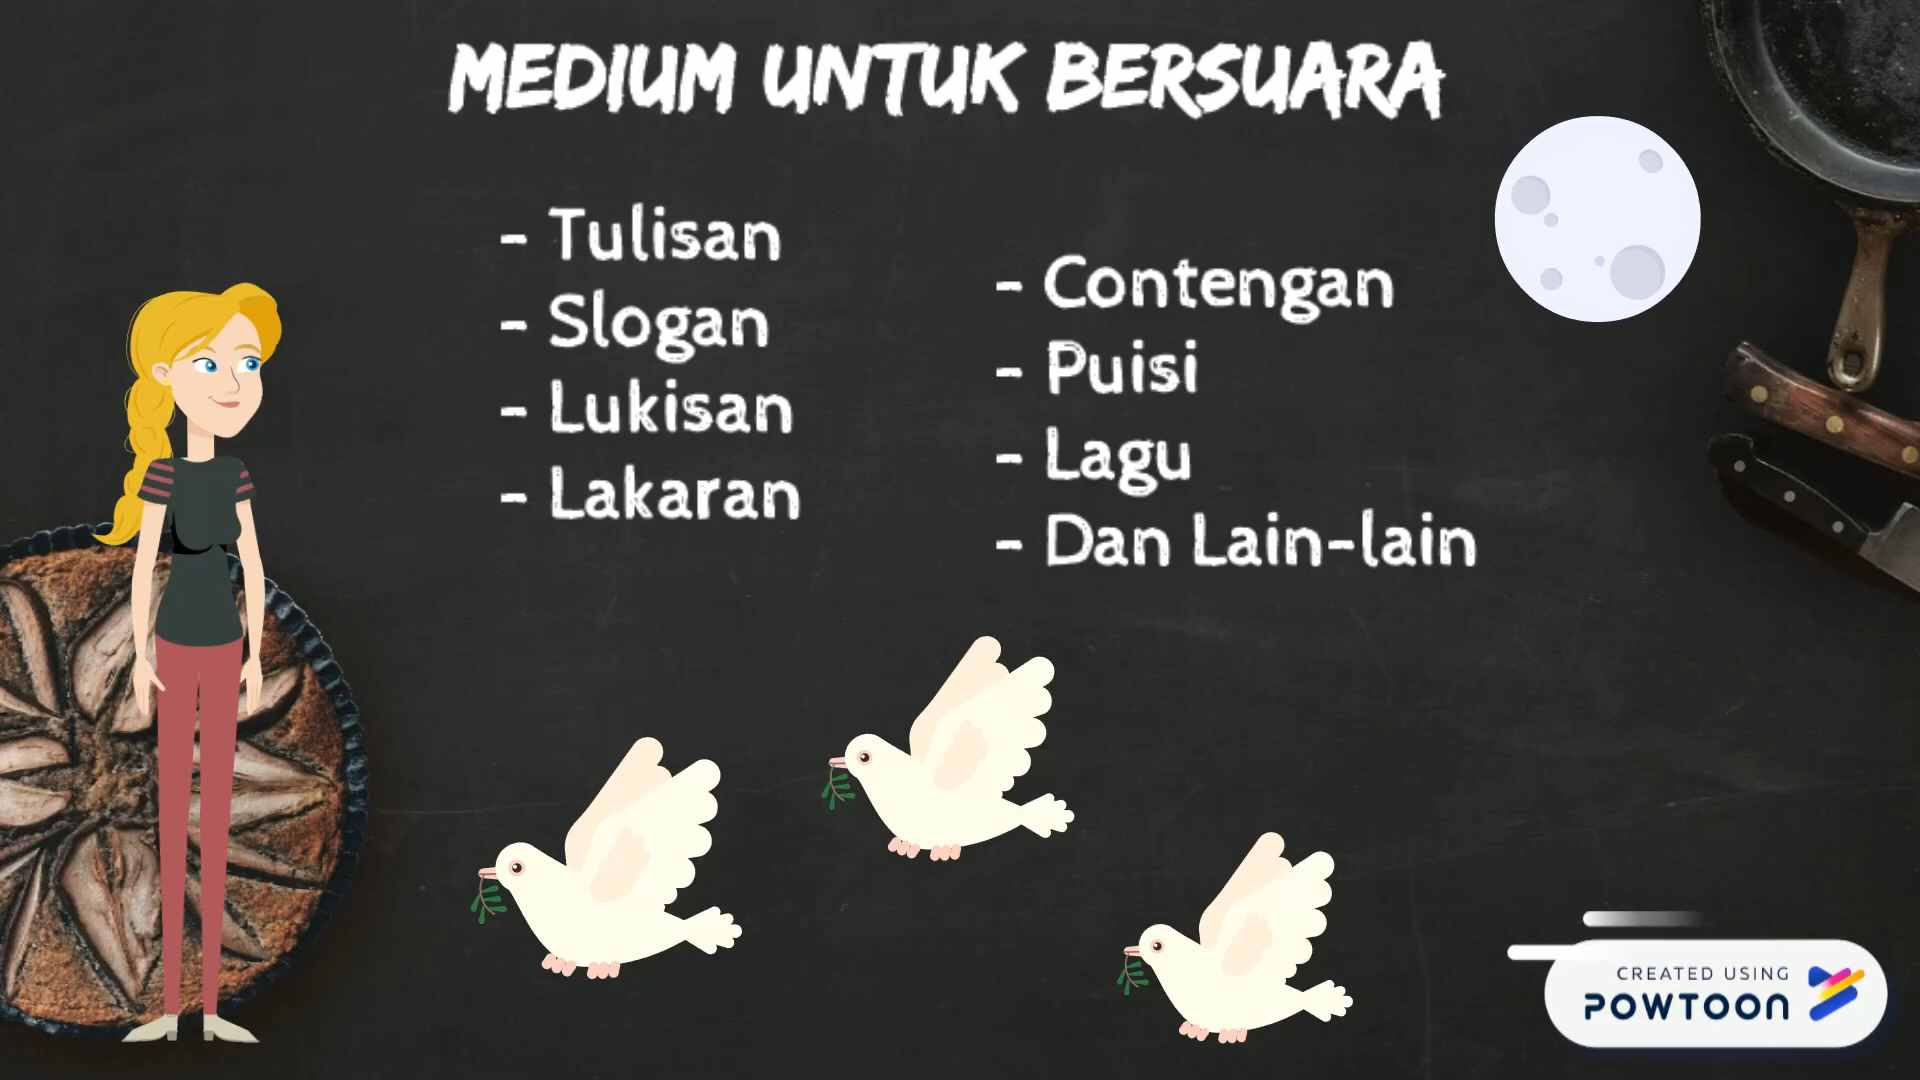 MEDIUM UNTUK BERSUARA
- Tulisan
- Slogan
- Lukisan
- Lakaran
- Contengan
- Puisi
- Lagu
- Dan Lain-lain
CREATED USING
POWTOON